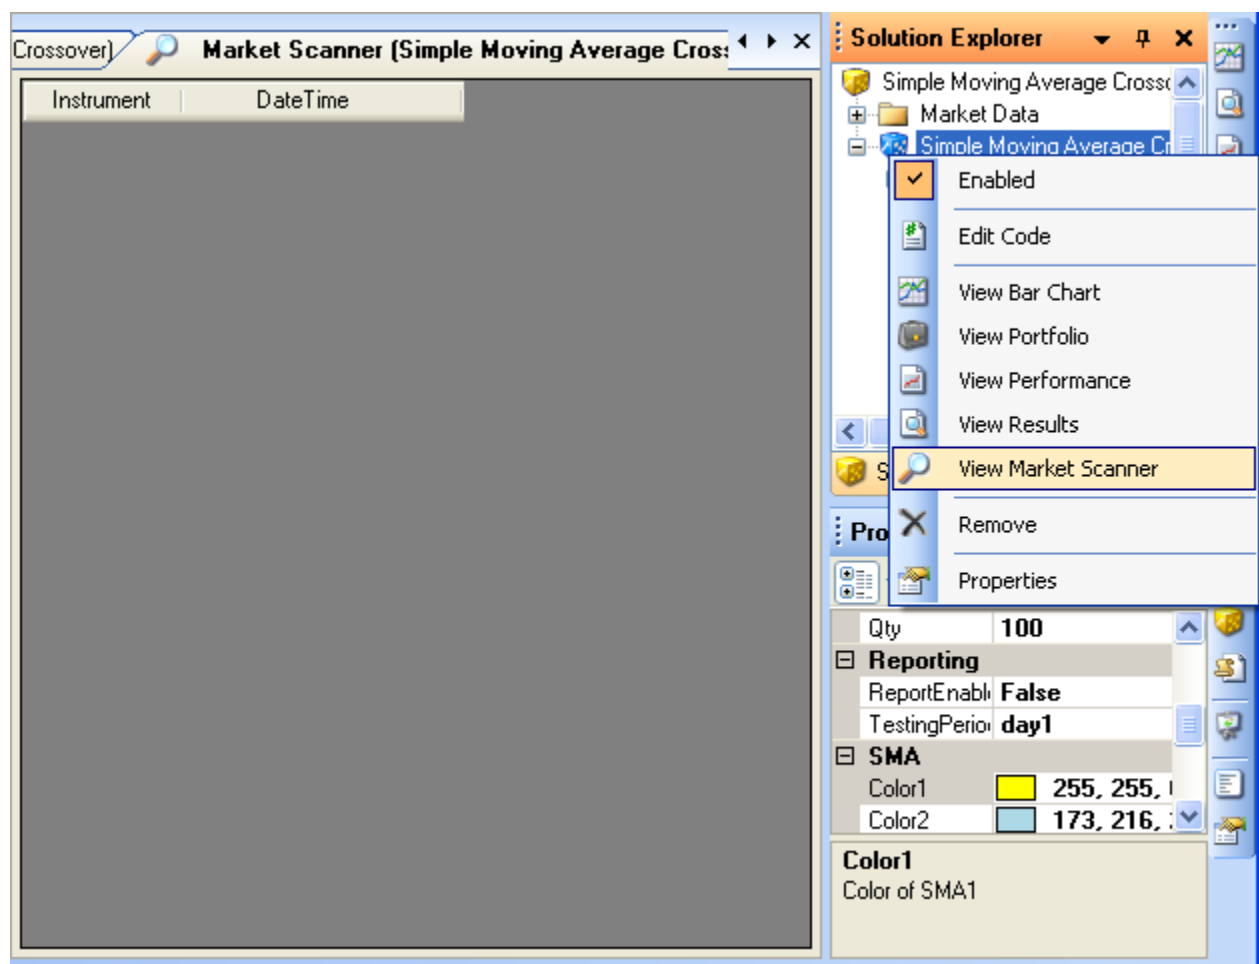 Crossover)
Market Scanner (Simple Moving Average Cros
Instrument
DateTime
Solution Explorer
Simple Moving Average Cross
Market Data
Simple Moving Average Cr
Enabled
Edit Code
View Bar Chart
View Portfolio
View Performance
View Results
View Market Scanner
S
Remove
Pro
Properties
Qty 100
Reporting
ReportEnabl False
TestingPerio day1
SMA
Color1 255, 255,
Color2 173, 216,
Color1
Color of SMA1